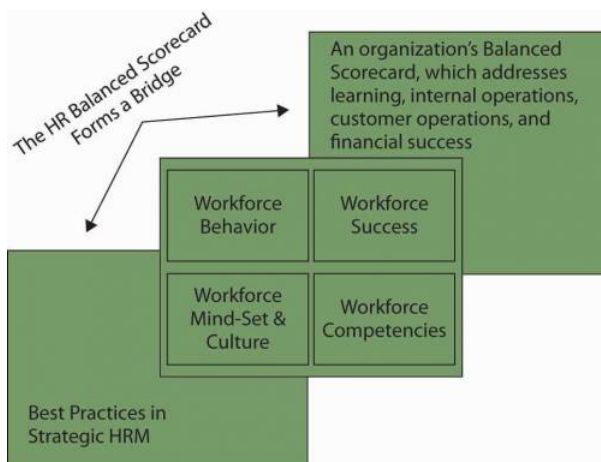 The HR Balanced Scorecard
Forms a Bridge
An organization's Balanced
Scorecard, which addresses
learning, internal operations,
customer operations, and
financial success
Workforce
Behavior
Workforce
Success
Workforce
Mind-Set &
Culture
Workforce
Competencies
Best Practices in
Strategic HRM